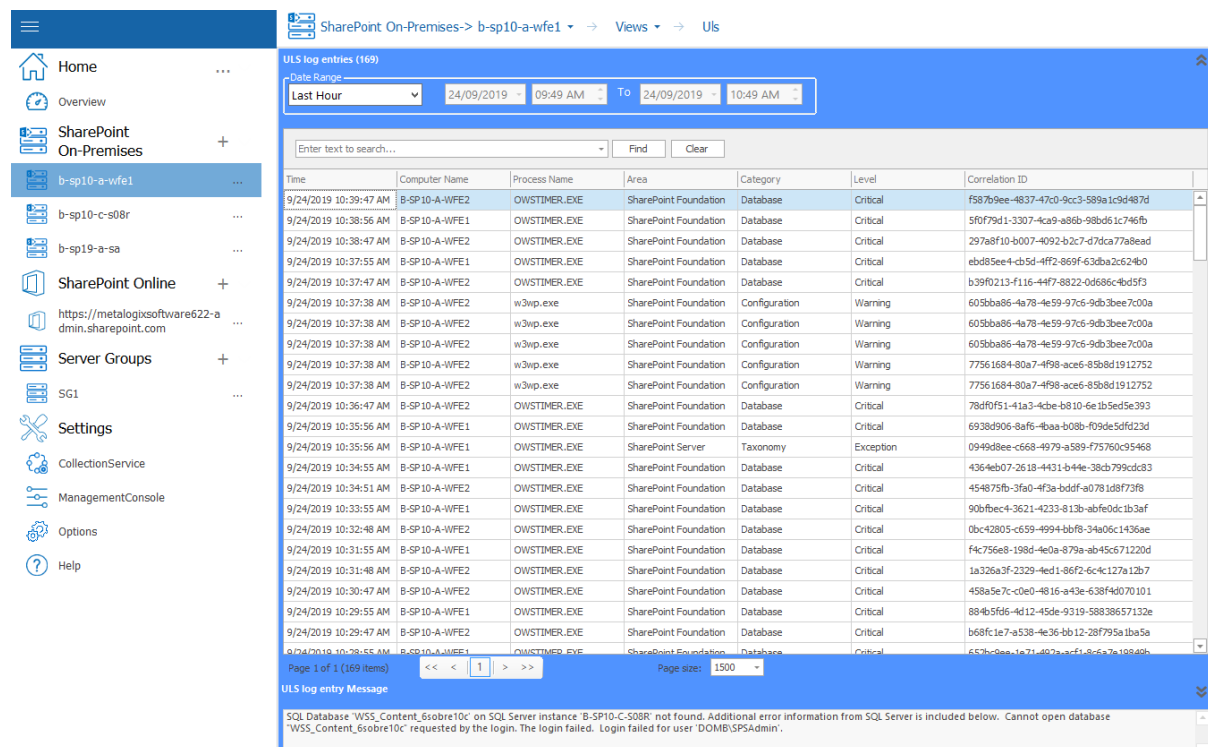 SharePoint On-Premises-> b-sp10-a-wfe1 Views Uls
Home ...
Overview
SharePoint
On-Premises +
b-sp10-a-wfe1 ...
b-sp10-c-s08r ...
b-sp19-a-sa ...
SharePoint Online +
https://metalogixsoftware622-a
dmin.sharepoint.com ...
Server Groups +
SG1 ...
Settings
CollectionService
ManagementConsole
Options
? Help
ULS log entries (169)
Date Range
Last Hour 24/09/2019 09:49 AM To 24/09/2019 10:49 AM
Enter text to search... Find Clear
Time Computer Name Process Name Area Category Level Correlation ID
9/24/2019 10:39:47 AM B-SP10-A-WFE2 OWSTIMER.EXE SharePoint Foundation Database Critical f587b9ee-4837-47c0-9cc3-589a1c9d487d
9/24/2019 10:38:56 AM B-SP10-A-WFE1 OWSTIMER.EXE SharePoint Foundation Database Critical 5f0f79d1-3307-4ca9-a86b-98bd61c746fb
9/24/2019 10:38:47 AM B-SP10-A-WFE2 OWSTIMER.EXE SharePoint Foundation Database Critical 297a8f10-b007-4092-b2c7-d7dca77a8ead
9/24/2019 10:37:55 AM B-SP10-A-WFE1 OWSTIMER.EXE SharePoint Foundation Database Critical ebd85ee4-cb5d-4ff2-869f-63dba2c624b0
9/24/2019 10:37:47 AM B-SP10-A-WFE2 OWSTIMER.EXE SharePoint Foundation Database Critical b39f0213-f116-44f7-8822-0d686c4bd5f3
9/24/2019 10:37:38 AM B-SP10-A-WFE2 w3wp.exe SharePoint Foundation Configuration Warning 605bba86-4a78-4e59-97c6-9db3bee7c00a
9/24/2019 10:37:38 AM B-SP10-A-WFE2 w3wp.exe SharePoint Foundation Configuration Warning 605bba86-4a78-4e59-97c6-9db3bee7c00a
9/24/2019 10:37:38 AM B-SP10-A-WFE2 w3wp.exe SharePoint Foundation Configuration Warning 605bba86-4a78-4e59-97c6-9db3bee7c00a
9/24/2019 10:37:38 AM B-SP10-A-WFE2 w3wp.exe SharePoint Foundation Configuration Warning 77561684-80a7-4f98-ace6-85b8d1912752
9/24/2019 10:37:38 AM B-SP10-A-WFE2 w3wp.exe SharePoint Foundation Configuration Warning 77561684-80a7-4f98-ace6-85b8d1912752
9/24/2019 10:36:47 AM B-SP10-A-WFE2 OWSTIMER.EXE SharePoint Foundation Database Critical 78df0f51-41a3-4cbe-b810-6e1b5ed5e393
9/24/2019 10:35:56 AM B-SP10-A-WFE1 OWSTIMER.EXE SharePoint Foundation Database Critical 6938d906-8af6-4baa-b08b-f09de5dfd23d
9/24/2019 10:35:56 AM B-SP10-A-WFE1 OWSTIMER.EXE SharePoint Server Taxonomy Exception 0949d8ee-c668-4979-a589-f75760c95468
9/24/2019 10:34:55 AM B-SP10-A-WFE1 OWSTIMER.EXE SharePoint Foundation Database Critical 4364eb07-2618-4431-b44e-38cb799cdc83
9/24/2019 10:34:51 AM B-SP10-A-WFE2 OWSTIMER.EXE SharePoint Foundation Database Critical 454875fb-3fa0-4f3a-bddf-a0781d8f73f8
9/24/2019 10:33:55 AM B-SP10-A-WFE1 OWSTIMER.EXE SharePoint Foundation Database Critical 90bfbec4-3621-4233-813b-abfe0dc1b3af
9/24/2019 10:32:48 AM B-SP10-A-WFE2 OWSTIMER.EXE SharePoint Foundation Database Critical 0bc42805-c659-4994-bbf8-34a06c1436ae
9/24/2019 10:31:55 AM B-SP10-A-WFE1 OWSTIMER.EXE SharePoint Foundation Database Critical f4c756e8-198d-4e0a-879a-ab45c671220d
9/24/2019 10:31:48 AM B-SP10-A-WFE2 OWSTIMER.EXE SharePoint Foundation Database Critical 1a326a3f-2329-4ed1-86f2-6c4c127a12b7
9/24/2019 10:30:47 AM B-SP10-A-WFE2 OWSTIMER.EXE SharePoint Foundation Database Critical 458a5e7c-c0e0-4816-a43e-638f4d070101
9/24/2019 10:29:55 AM B-SP10-A-WFE1 OWSTIMER.EXE SharePoint Foundation Database Critical 884b5fd6-4d12-45de-9319-58838657132e
9/24/2019 10:29:47 AM B-SP10-A-WFE2 OWSTIMER.EXE SharePoint Foundation Database Critical b68fc1e7-a538-4e36-bb12-28f795a1ba5a
9/24/2019 10:28:55 AM B-SP10-A-WFE1 OWSTIMER.EXE SharePoint Foundation Database Critical 652bc9ee-1e71-492a-acf1-8c6a7e19849b
Page 1 of 1 (169 items) << < 1 > >> Page size: 1500
ULS log entry Message
SQL Database 'WSS_Content_6sobre10c' on SQL Server instance 'B-SP10-C-S08R' not found. Additional error information from SQL Server is included below. Cannot open database
"WSS_Content_6sobre10c" requested by the login. The login failed. Login failed for user 'DOMB\SPSAdmin'.